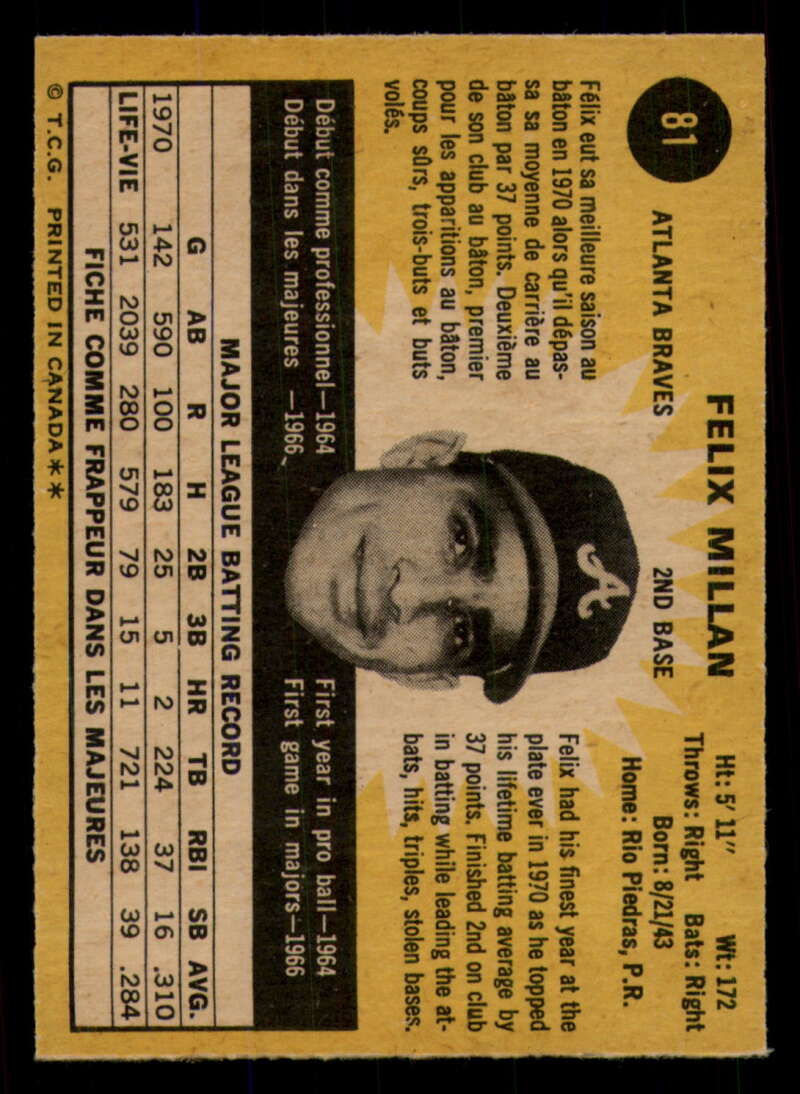 81
FELIX MILLAN
ATLANTA BRAVES 2ND BASE
Ht: 5' 11" Wt: 172
Throws: Right Bats: Right
Born: 8/21/43
Home: Rio Piedras, P.R.
Félix eut sa meilleure saison au
bâton en 1970 alors qu'il dépas-
sa sa moyenne de carrière au
bâton par 37 points. Deuxième
de son club au bâton, premier
pour les apparitions au bâton,
coups sûrs, trois-buts et buts
volés.
A
Felix had his finest year at the
plate ever in 1970 as he topped
his lifetime batting average by
37 points. Finished 2nd on club
in batting while leading the at-
bats, hits, triples, stolen bases.
Début comme professionnel—1964 First year in pro ball—1964
Début dans les majeures —1966 First game in majors—1966
MAJOR LEAGUE BATTING RECORD
G AB R H 2B 3B HR TB RBI SB AVG.
1970 142 590 100 183 25 5 2 224 37 16 .310
LIFE-VIE 531 2039 280 579 79 15 11 721 138 39 .284
FICHE COMME FRAPPEUR DANS LES MAJEURES
© T.C.G. PRINTED IN CANADA**